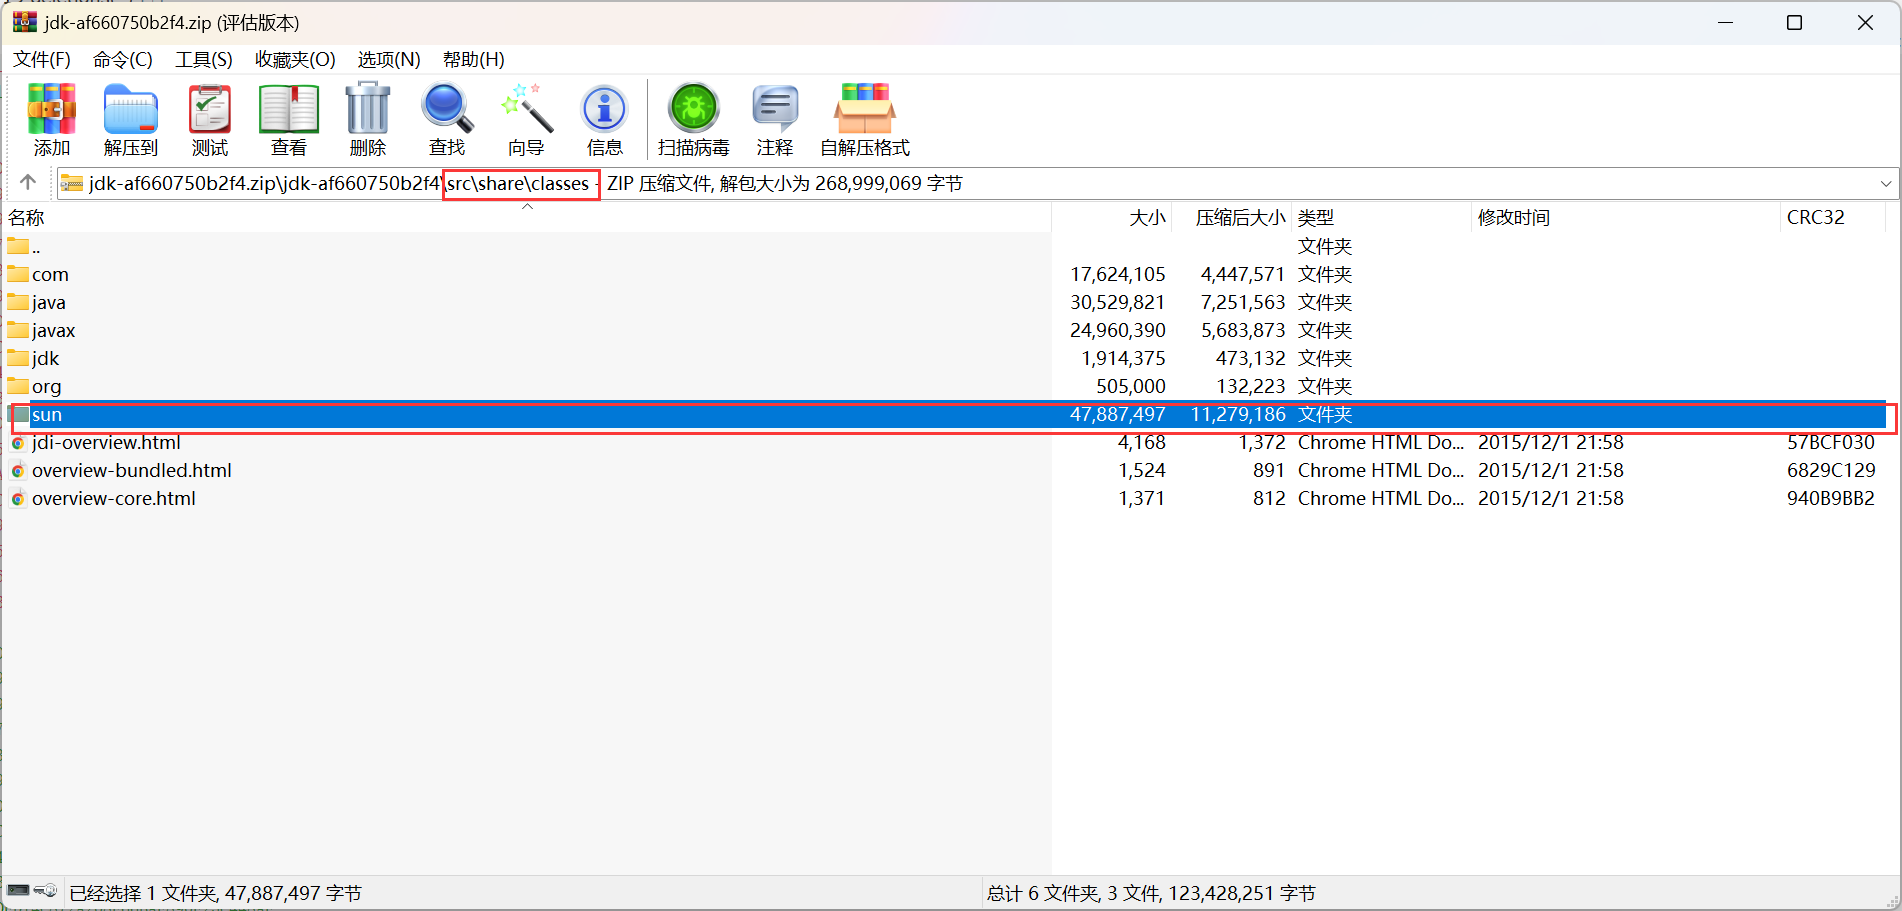 jdk-af660750b2f4.zip (评估版本)
文件(F) 命令(C) 工具(S) 收藏夹(O) 选项(N) 帮助(H)
添加 解压到 测试 查看 删除 查找 向导 信息 扫描病毒 注释 自解压格式
jdk-af660750b2f4.zip\jdk-af660750b2f4\src\share\classes - ZIP 压缩文件, 解包大小为 268,999,069 字节
名称 大小 压缩后大小 类型 修改时间 CRC32
.. 文件夹
com 17,624,105 4,447,571 文件夹
java 30,529,821 7,251,563 文件夹
javax 24,960,390 5,683,873 文件夹
jdk 1,914,375 473,132 文件夹
org 505,000 132,223 文件夹
sun 47,887,497 11,279,186 文件夹
jdi-overview.html 4,168 1,372 Chrome HTML Do... 2015/12/1 21:58 57BCF030
overview-bundled.html 1,524 891 Chrome HTML Do... 2015/12/1 21:58 6829C129
overview-core.html 1,371 812 Chrome HTML Do... 2015/12/1 21:58 940B9BB2
已经选择 1 文件夹, 47,887,497 字节 总计 6 文件夹, 3 文件, 123,428,251 字节